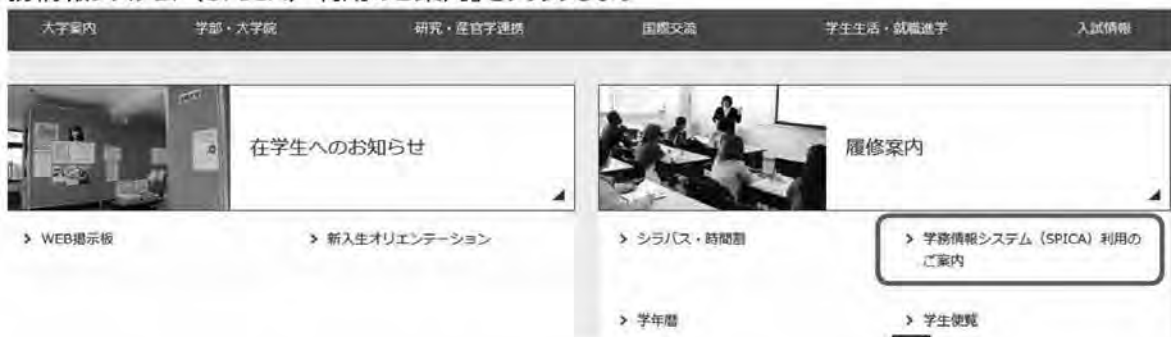 大学案内 学部・大学院 研究・産官学連携 国際交流 学生生活・就職進学 入試情報
在学生へのお知らせ
履修案内
WEB掲示板
新入生オリエンテーション
シラバス・時間割
学務情報システム（SPICA）利用の
ご案内
学年暦
学生便覧